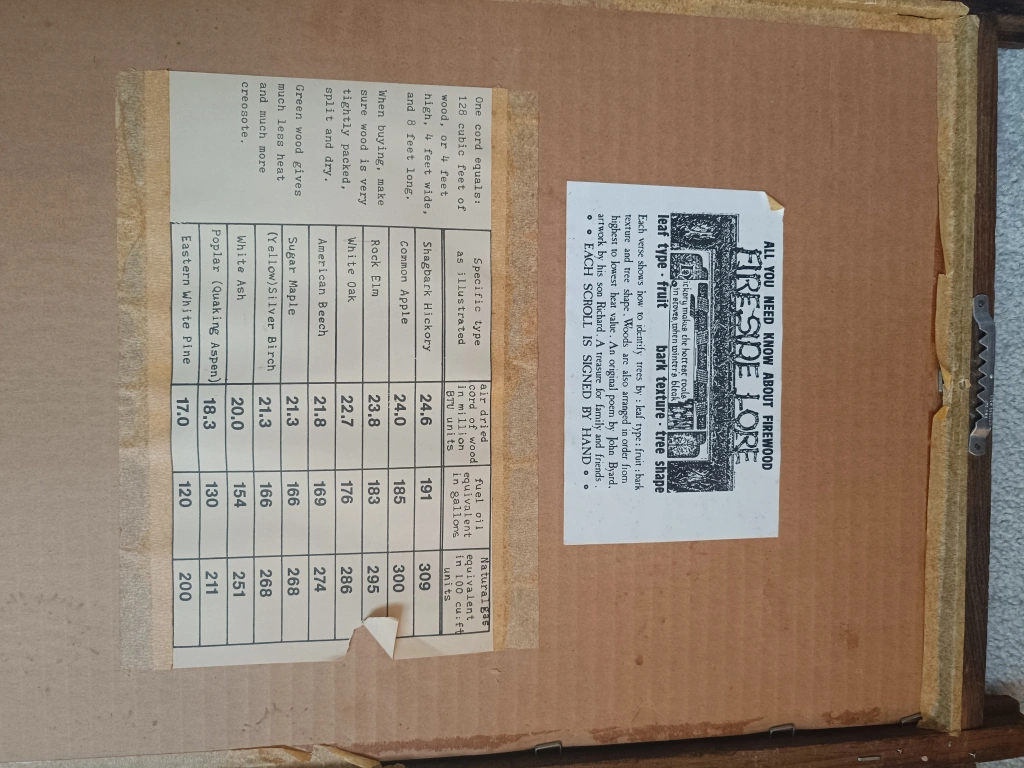 ALL YOU NEED KNOW ABOUT FIREWOOD
FIRESIDE LORE
Hickory makes the hottest coals
in stoves when winter's bleak
leaf type · fruit bark texture · tree shape
Each verse shows how to identify trees by : leaf type : fruit : bark
texture and tree shape. Woods are also arranged in order from
highest to lowest heat value. An original poem by John Byard.
artwork by his son Richard. A treasure for family and friends.
• • EACH SCROLL IS SIGNED BY HAND • •
One cord equals:
128 cubic feet of
wood, or 4 feet
high, 4 feet wide,
and 8 feet long.
When buying, make
sure wood is very
tightly packed,
split and dry.
Green wood gives
much less heat
and much more
creosote.
Specific type
as illustrated
air dried
cord of wood
in million
BTU units
fuel oil
equivalent
in gallons
Natural gas
equivalent
in 100 cu.ft
units
Shagbark Hickory 24.6 191 309
Common Apple 24.0 185 300
Rock Elm 23.8 183 295
White Oak 22.7 176 286
American Beech 21.8 169 274
Sugar Maple 21.3 166 268
(Yellow)Silver Birch 21.3 166 268
White Ash 20.0 154 251
Poplar (Quaking Aspen) 18.3 130 211
Eastern White Pine 17.0 120 200